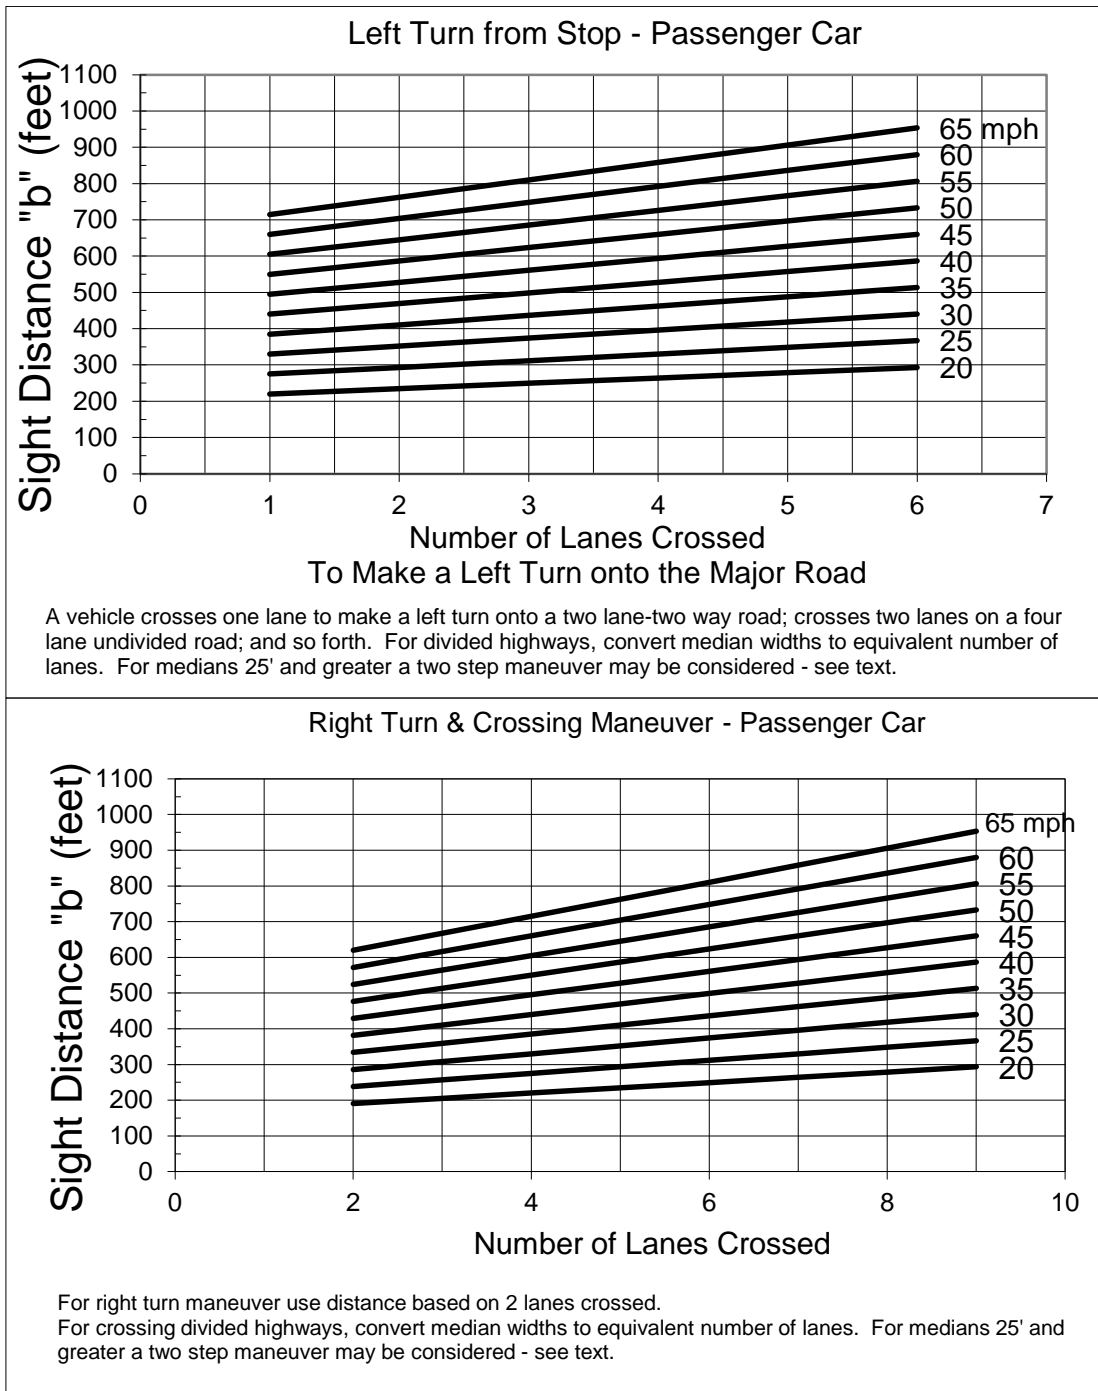 Left Turn from Stop - Passenger Car
Sight Distance "b" (feet)
1100
1000
900
800
700
600
500
400
300
200
100
0
65 mph
60
55
50
45
40
35
30
25
20
0 1 2 3 4 5 6 7
Number of Lanes Crossed
To Make a Left Turn onto the Major Road
A vehicle crosses one lane to make a left turn onto a two lane-two way road; crosses two lanes on a four
lane undivided road; and so forth. For divided highways, convert median widths to equivalent number of
lanes. For medians 25' and greater a two step maneuver may be considered - see text.
Right Turn & Crossing Maneuver - Passenger Car
Sight Distance "b" (feet)
1100
1000
900
800
700
600
500
400
300
200
100
0
65 mph
60
55
50
45
40
35
30
25
20
0 2 4 6 8 10
Number of Lanes Crossed
For right turn maneuver use distance based on 2 lanes crossed.
For crossing divided highways, convert median widths to equivalent number of lanes. For medians 25' and
greater a two step maneuver may be considered - see text.